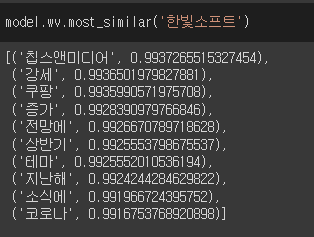 model.wv.most_similar('한빛소프트')
[('칩스앤미디어', 0.9937265515327454),
('강세', 0.9936501979827881),
('쿠팡', 0.9935990571975708),
('증가', 0.9928390979766846),
('전망에', 0.9926670789718628),
('상반기', 0.9925553798675537),
('테마', 0.9925552010536194),
('지난해', 0.9924244284629822),
('소식에', 0.991966724395752),
('코로나', 0.9916753768920898)]